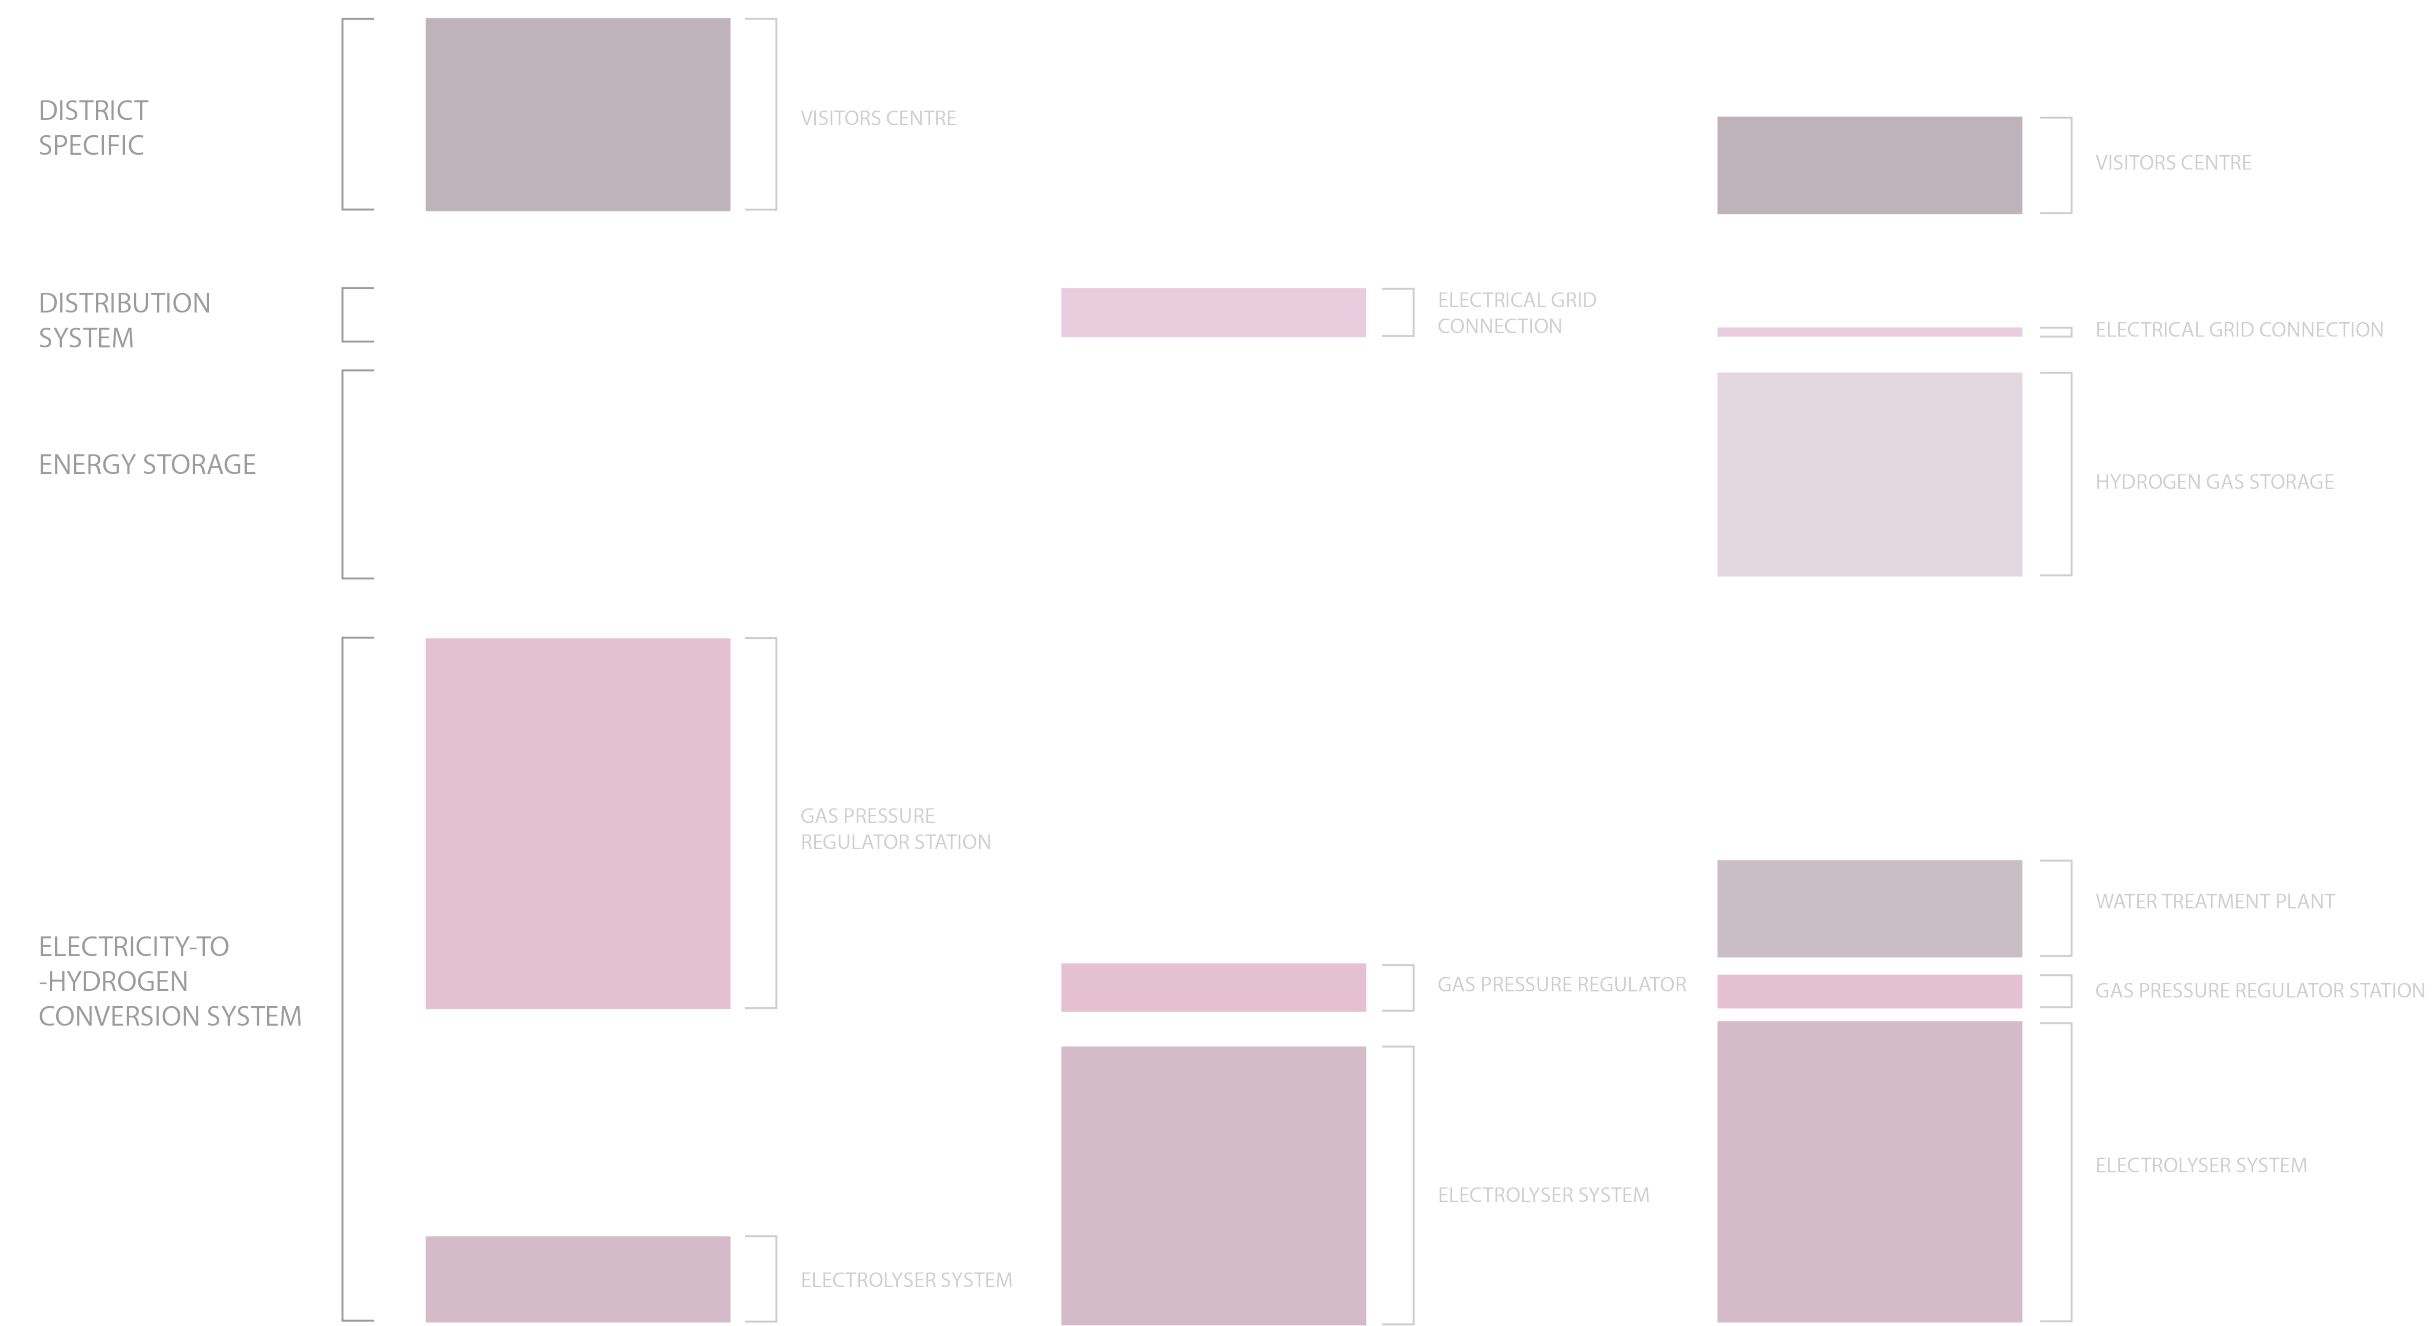 DISTRICT
SPECIFIC
VISITORS CENTRE
VISITORS CENTRE
DISTRIBUTION
SYSTEM
ELECTRICAL GRID
CONNECTION
ELECTRICAL GRID CONNECTION
ENERGY STORAGE
HYDROGEN GAS STORAGE
ELECTRICITY-TO
-HYDROGEN
CONVERSION SYSTEM
GAS PRESSURE
REGULATOR STATION
ELECTROLYSER SYSTEM
GAS PRESSURE REGULATOR
ELECTROLYSER SYSTEM
WATER TREATMENT PLANT
GAS PRESSURE REGULATOR STATION
ELECTROLYSER SYSTEM